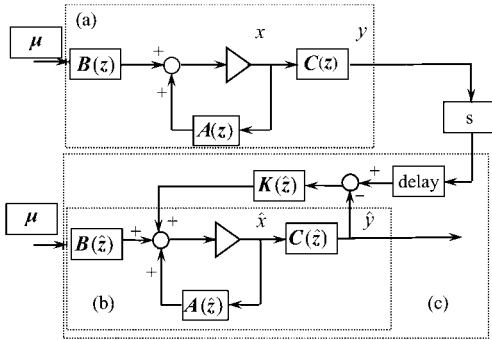 (a)
x
y
μ
B(z)
+
C(z)
+
A(z)
s
K(ẑ)
+
delay
−
μ
+
x̂
ŷ
B(ẑ)
+
C(ẑ)
+
A(ẑ)
(b)
(c)